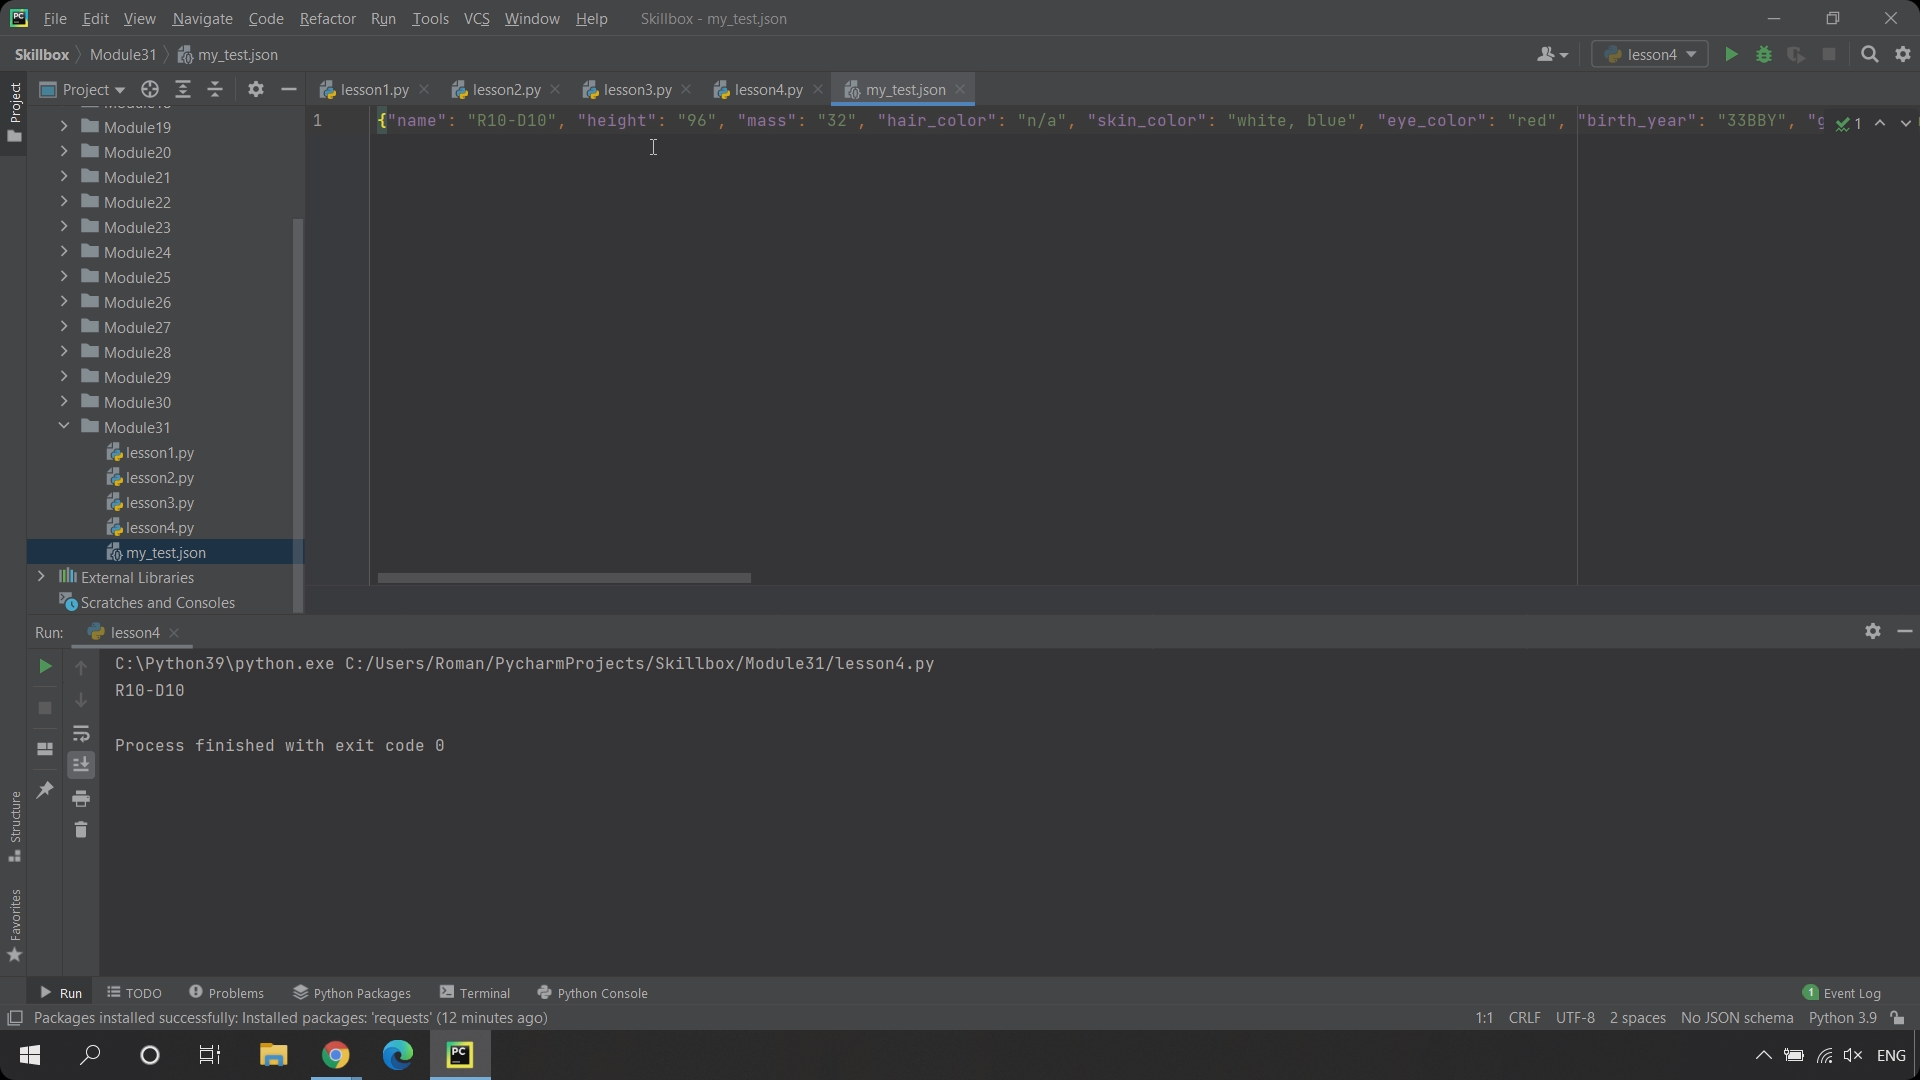 File Edit View Navigate Code Refactor Run Tools VCS Window Help Skillbox - my_test.json
Skillbox Module31 my_test.json lesson4
Project lesson1.py lesson2.py lesson3.py lesson4.py my_test.json
Project
1 {"name": "R10-D10", "height": "96", "mass": "32", "hair_color": "n/a", "skin_color": "white, blue", "eye_color": "red", "birth_year": "33BBY", "g 1
Module19
Module20
Module21
Module22
Module23
Module24
Module25
Module26
Module27
Module28
Module29
Module30
Module31
lesson1.py
lesson2.py
lesson3.py
lesson4.py
my_test.json
External Libraries
Scratches and Consoles
Run: lesson4
C:\Python39\python.exe C:/Users/Roman/PycharmProjects/Skillbox/Module31/lesson4.py
R10-D10
Process finished with exit code 0
Structure
Favorites
Run TODO Problems Python Packages Terminal Python Console 1 Event Log
Packages installed successfully: Installed packages: 'requests' (12 minutes ago) 1:1 CRLF UTF-8 2 spaces No JSON schema Python 3.9
PC ENG